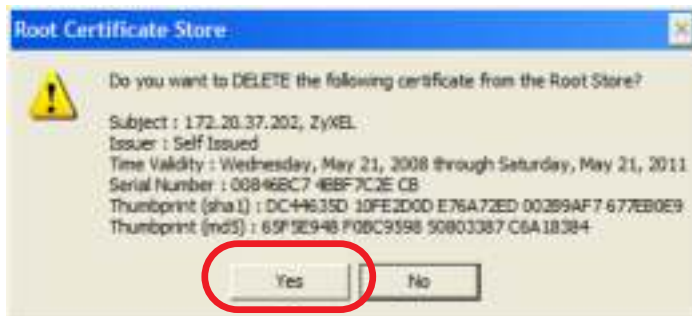 Root Certificate Store
Do you want to DELETE the following certificate from the Root Store?
Subject : 172.20.37.202, ZyXEL
Issuer : Self Issued
Time Validity : Wednesday, May 21, 2008 through Saturday, May 21, 2011
Serial Number : 00846BC7 4BBF7C2E CB
Thumbprint (sha1) : DC44635D 10FE2D0D E76A72ED 002B9AF7 677EB0E9
Thumbprint (md5) : 65F5E948 F0BC9598 50803387 C6A18384
Yes
No